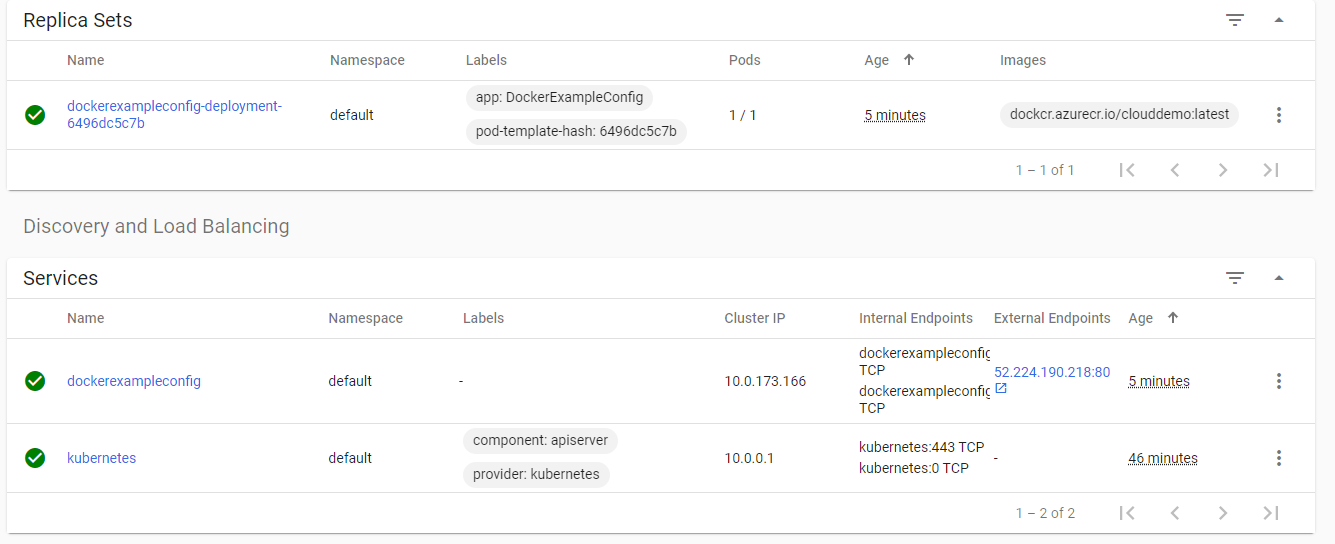 Replica Sets
Name Namespace Labels Pods Age Images
dockerexampleconfig-deployment-
6496dc5c7b
default
app: DockerExampleConfig
pod-template-hash: 6496dc5c7b
1 / 1
5 minutes
dockcr.azurecr.io/clouddemo:latest
1 – 1 of 1
Discovery and Load Balancing
Services
Name Namespace Labels Cluster IP Internal Endpoints External Endpoints Age
dockerexampleconfig
default
-
10.0.173.166
dockerexampleconfig
TCP
dockerexampleconfig
TCP
52.224.190.218:80
5 minutes
kubernetes
default
component: apiserver
provider: kubernetes
10.0.0.1
kubernetes:443 TCP
kubernetes:0 TCP
-
46 minutes
1 – 2 of 2